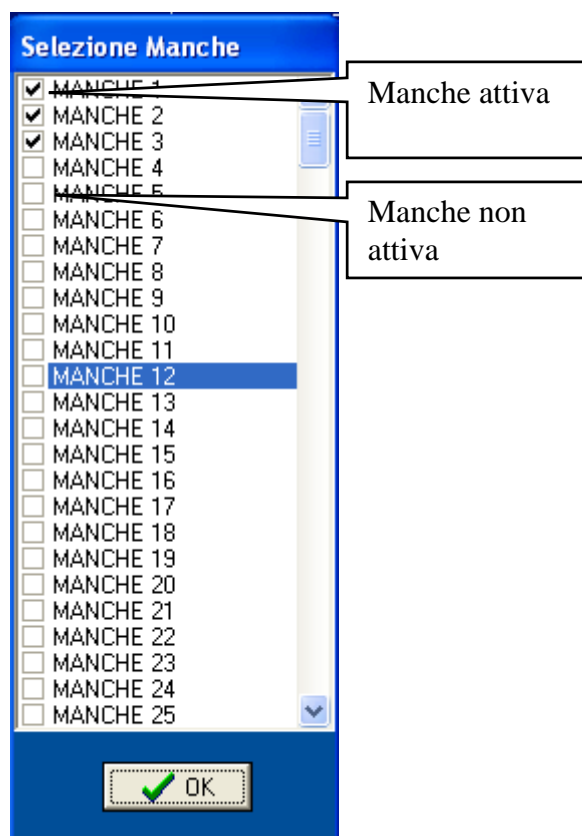 Selezione Manche
MANCHE 1
Manche attiva
MANCHE 2
MANCHE 3
MANCHE 4
MANCHE 5
Manche non
attiva
MANCHE 6
MANCHE 7
MANCHE 8
MANCHE 9
MANCHE 10
MANCHE 11
MANCHE 12
MANCHE 13
MANCHE 14
MANCHE 15
MANCHE 16
MANCHE 17
MANCHE 18
MANCHE 19
MANCHE 20
MANCHE 21
MANCHE 22
MANCHE 23
MANCHE 24
MANCHE 25
OK